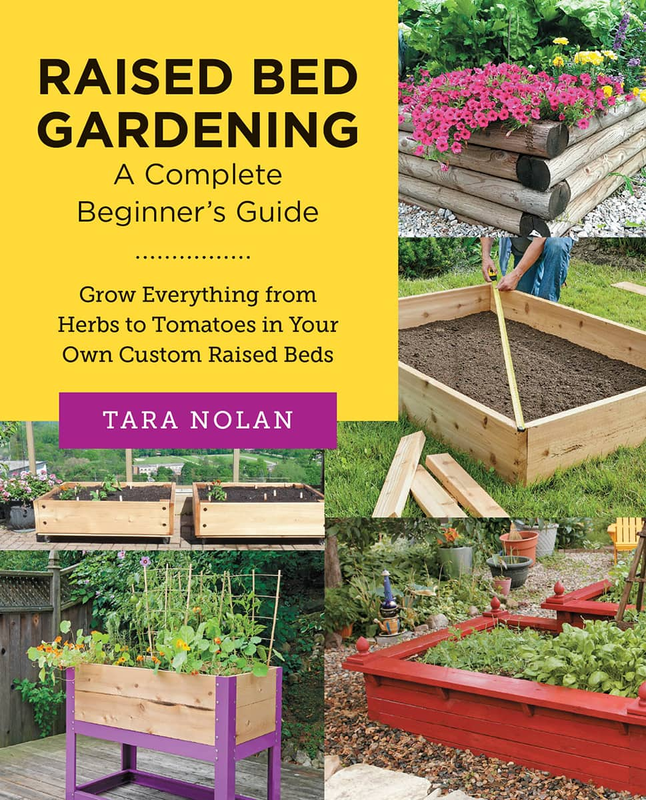 RAISED BED
GARDENING
A Complete
Beginner's Guide
Grow Everything from
Herbs to Tomatoes in Your
Own Custom Raised Beds
TARA NOLAN